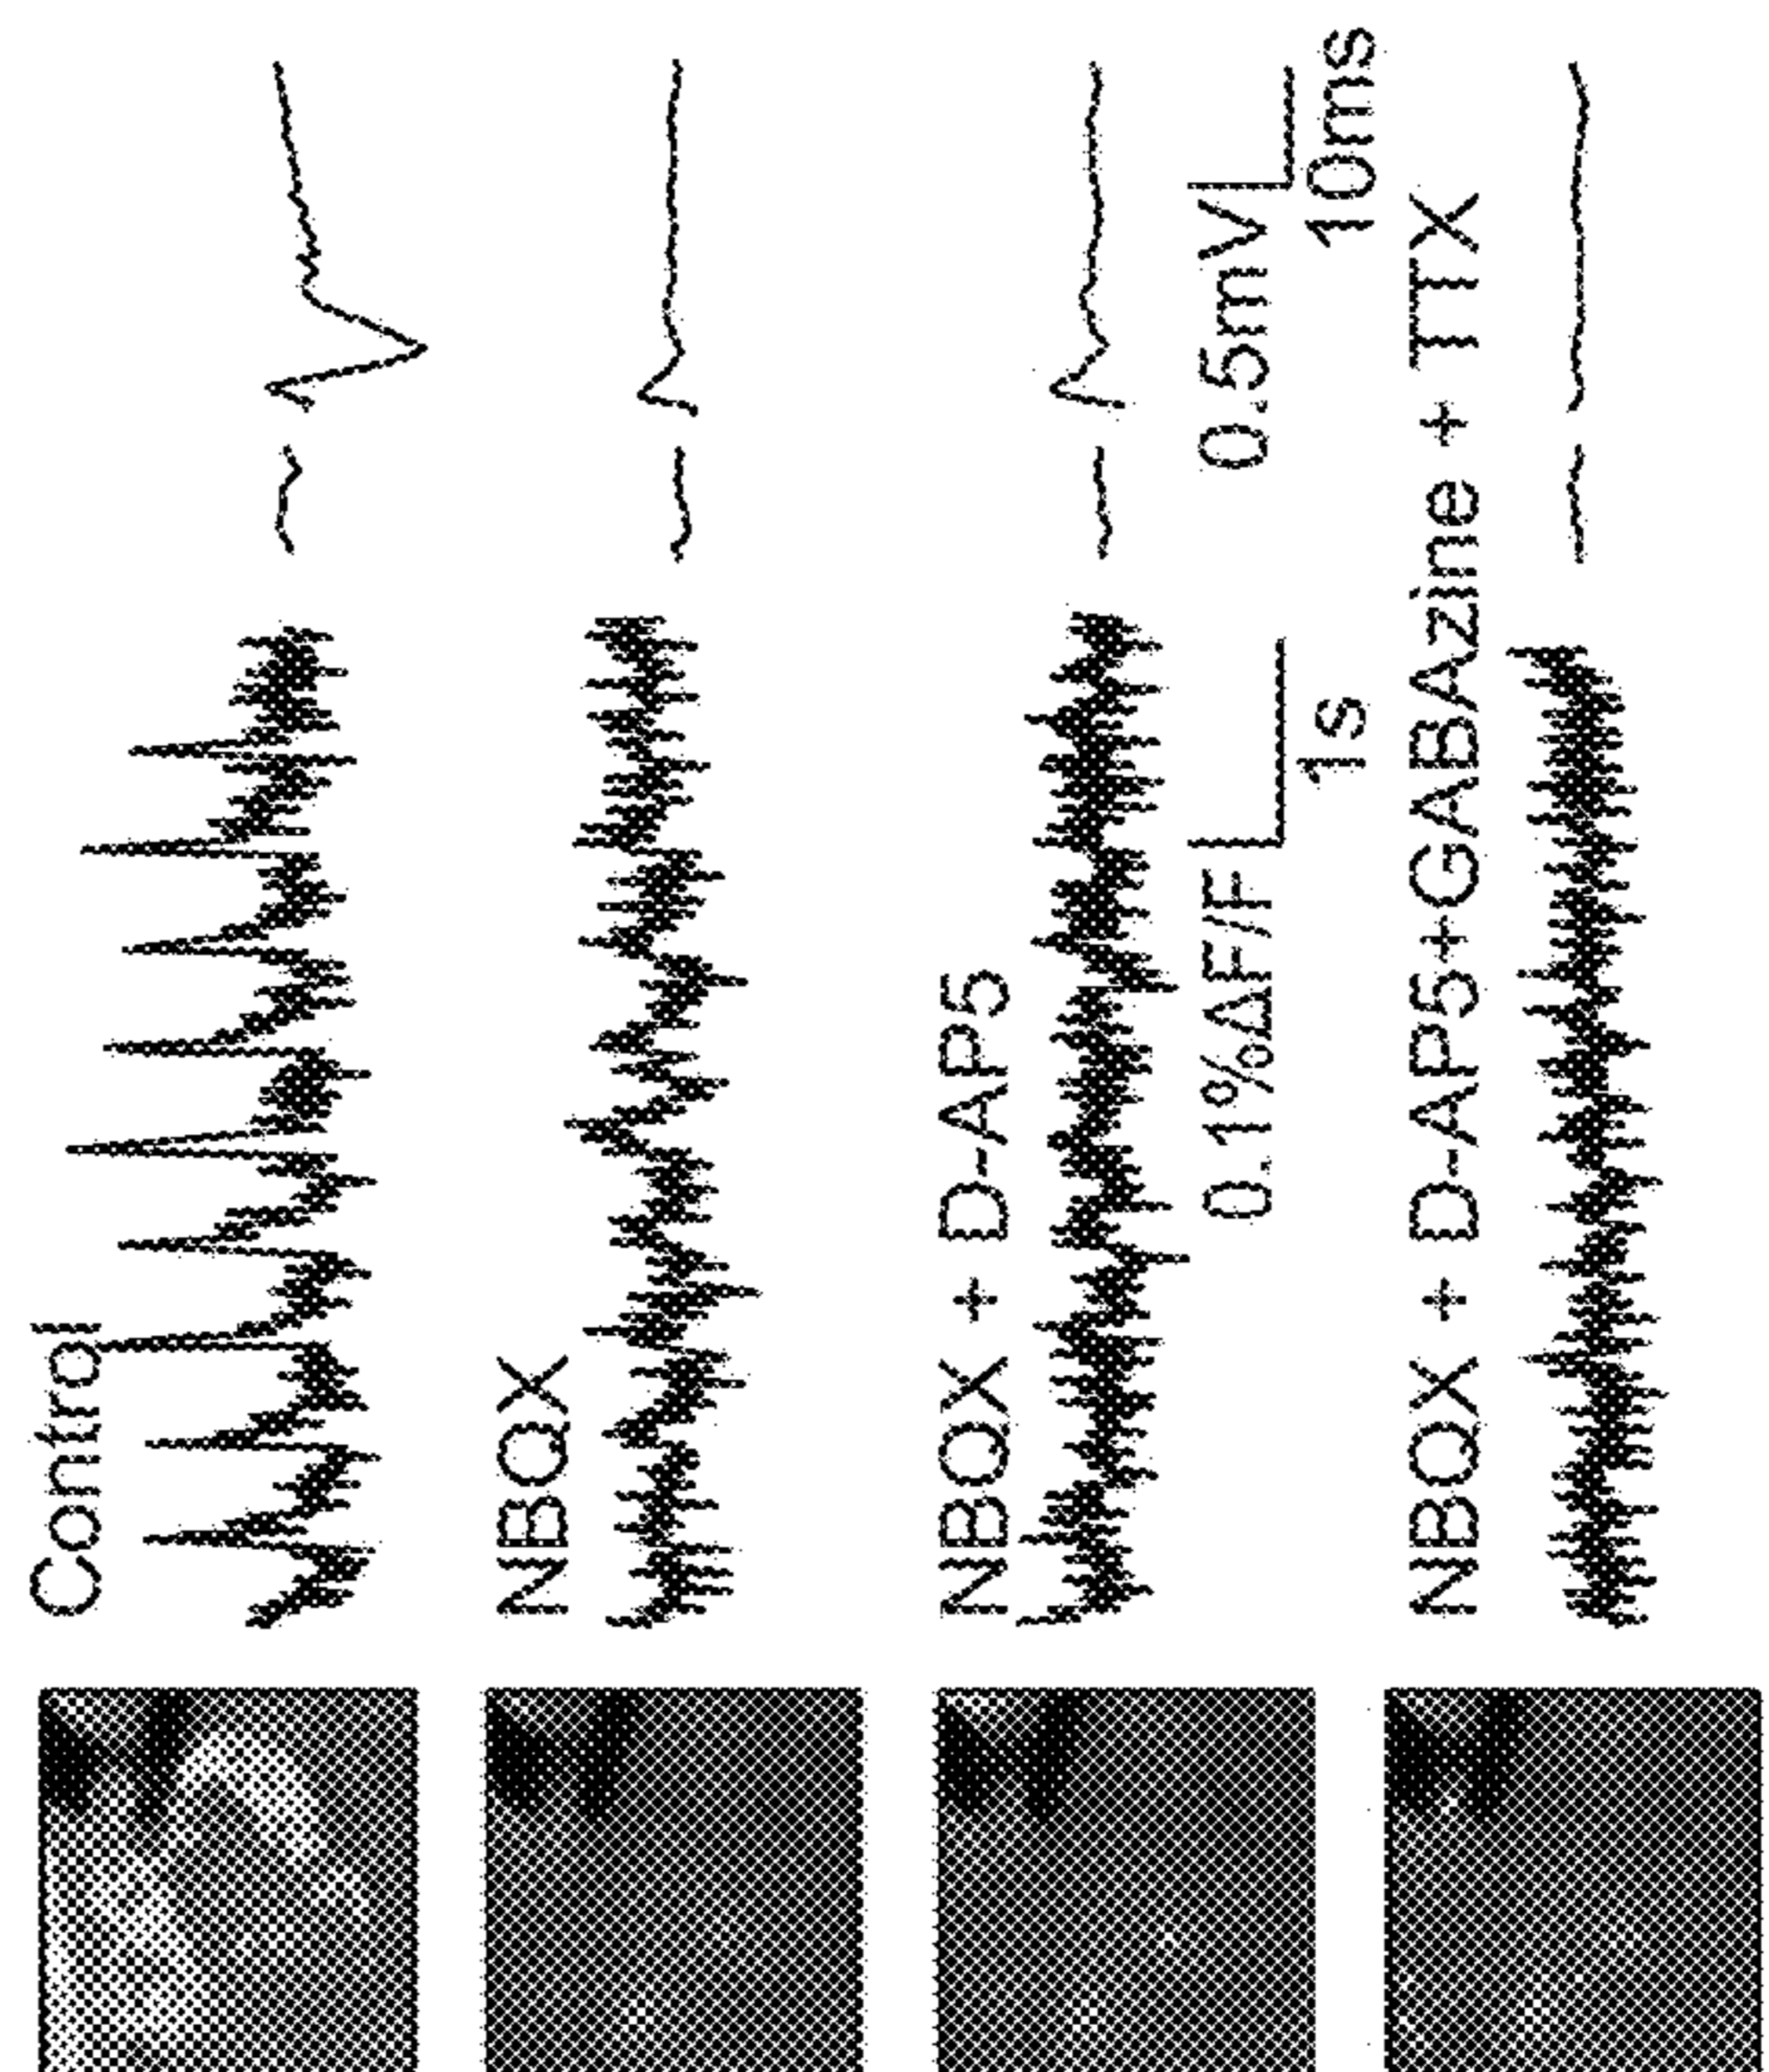 Control
NBQX
NBQX + D-AP5
0.1%ΔF/F
1s
0.5mV
10ms
NBQX + D-AP5+GABAzine + TTX